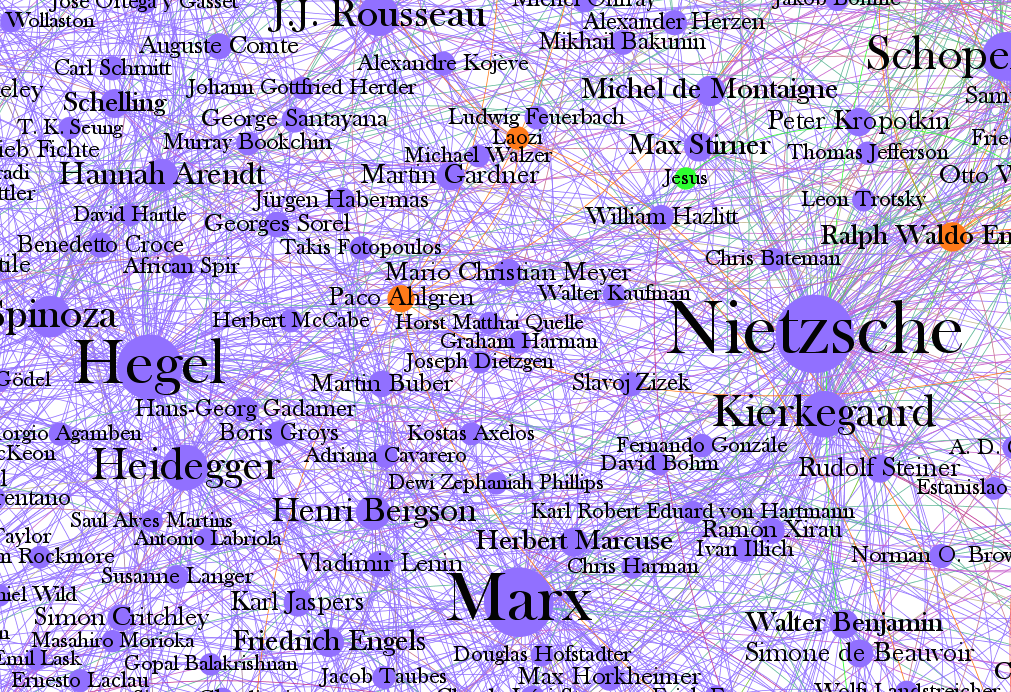 José Ortega y Gasset
Michel Onfray
Jakob Böhme
Wollaston
J.J. Rousseau
Alexander Herzen
Auguste Comte
Mikhail Bakunin
Schope
Carl Schmitt
Alexandre Kojève
eley
Schelling
Johann Gottfried Herder
Michel de Montaigne
Sam
T. K. Seung
George Santayana
Ludwig Feuerbach
Peter Kropotkin
Laozi
Frie
ieb Fichte
Murray Bookchin
Michael Walzer
Max Stirner
Thomas Jefferson
adi
Hannah Arendt
Martin Gardner
Jesus
Otto W
tler
Jürgen Habermas
Leon Trotsky
David Hartle
Georges Sorel
William Hazlitt
Ralph Waldo Em
Benedetto Croce
Takis Fotopoulos
Chris Bateman
tile
African Spir
Mario Christian Meyer
Paco Ahlgren
Walter Kaufman
Spinoza
Herbert McCabe
Horst Matthai Quelle
Nietzsche
Graham Harman
Hegel
Joseph Dietzgen
Gödel
Martin Buber
Slavoj Zizek
Hans-Georg Gadamer
Kierkegaard
orgio Agamben
Boris Groys
Kostas Axelos
Fernando Gonzále
A. D.
cKeon
Adriana Cavarero
David Bohm
Heidegger
Rudolf Steiner
Dewi Zephaniah Phillips
Estanislao
rentano
Henri Bergson
Karl Robert Eduard von Hartmann
Saul Alves Martins
Ramón Xirau
Taylor
Antonio Labriola
Herbert Marcuse
Ivan Illich
n Rockmore
Vladimir Lenin
Chris Harman
Norman O. Brow
Susanne Langer
niel Wild
Karl Jaspers
Marx
Simon Critchley
Walter Benjamin
Masahiro Morioka
Friedrich Engels
Emil Lask
Gopal Balakrishnan
Douglas Hofstadter
Simone de Beauvoir
Ernesto Laclau
Jacob Taubes
Max Horkheimer
C
Wolfi Landstreicher